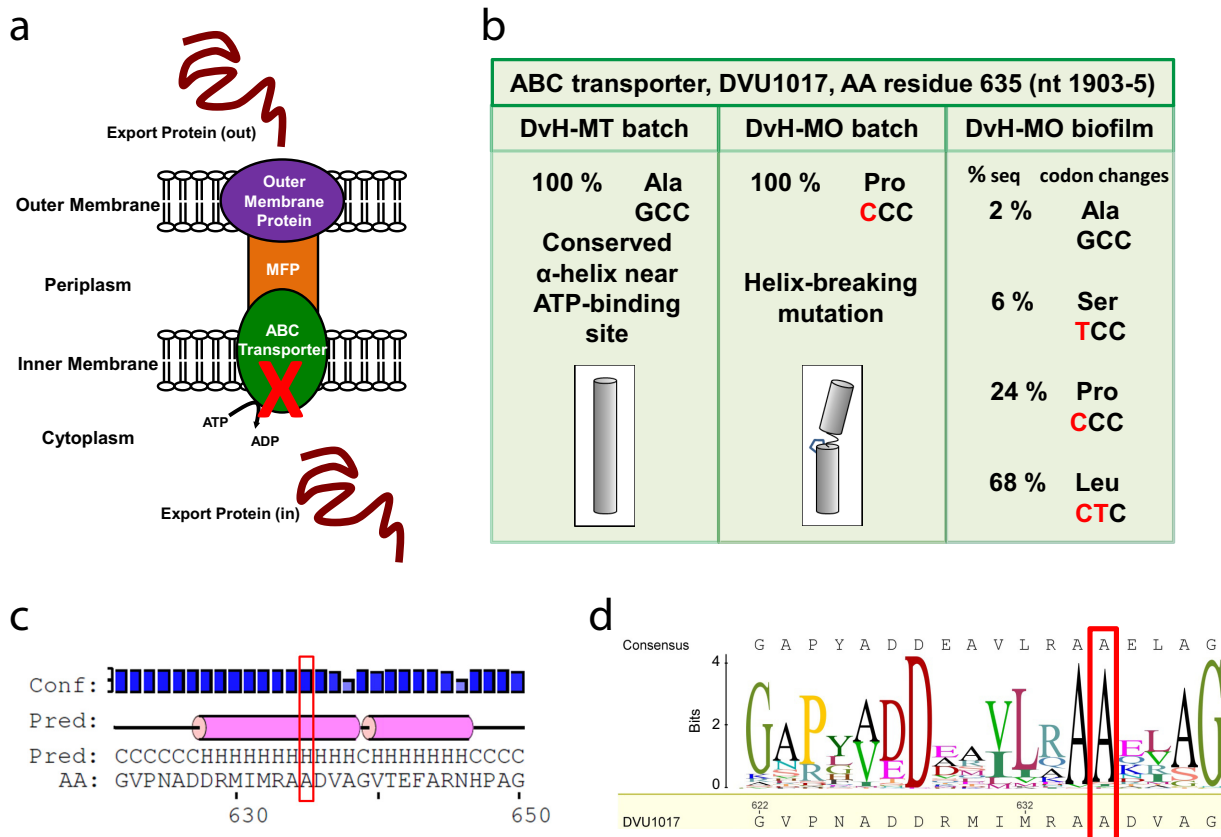 a
Export Protein (out)
Outer Membrane
Outer
Membrane
Protein
Periplasm
MFP
Inner Membrane
ABC
Transporter
X
ATP
ADP
Cytoplasm
Export Protein (in)
b
ABC transporter, DVU1017, AA residue 635 (nt 1903-5)
DvH-MT batch
DvH-MO batch
DvH-MO biofilm
100 % Ala
GCC
Conserved
α-helix near
ATP-binding
site
100 % Pro
CCC
Helix-breaking
mutation
% seq codon changes
2 % Ala
GCC
6 % Ser
TCC
24 % Pro
CCC
68 % Leu
CTC
c
Conf:
Pred:
Pred: CCCCCCHHHHHHHHHHHCHHHHHHHCCCC
AA: GVPNADDRMIMRAADVAGVTEFARNHPAG
630 650
d
Consensus G A P Y A D D E A V L R A A E L A G
4
Bits
2
0
622 632
DVU1017 G V P N A D D R M I M R A A D V A G